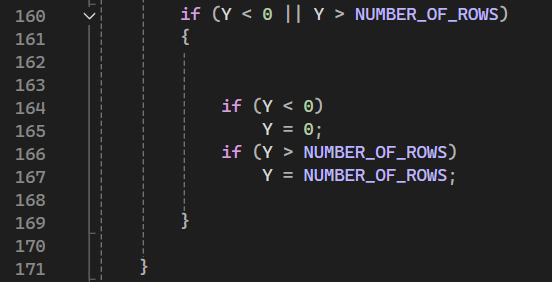 160 if (Y < 0 || Y > NUMBER_OF_ROWS)
161 {
162
163
164 if (Y < 0)
165 Y = 0;
166 if (Y > NUMBER_OF_ROWS)
167 Y = NUMBER_OF_ROWS;
168
169 }
170
171 }